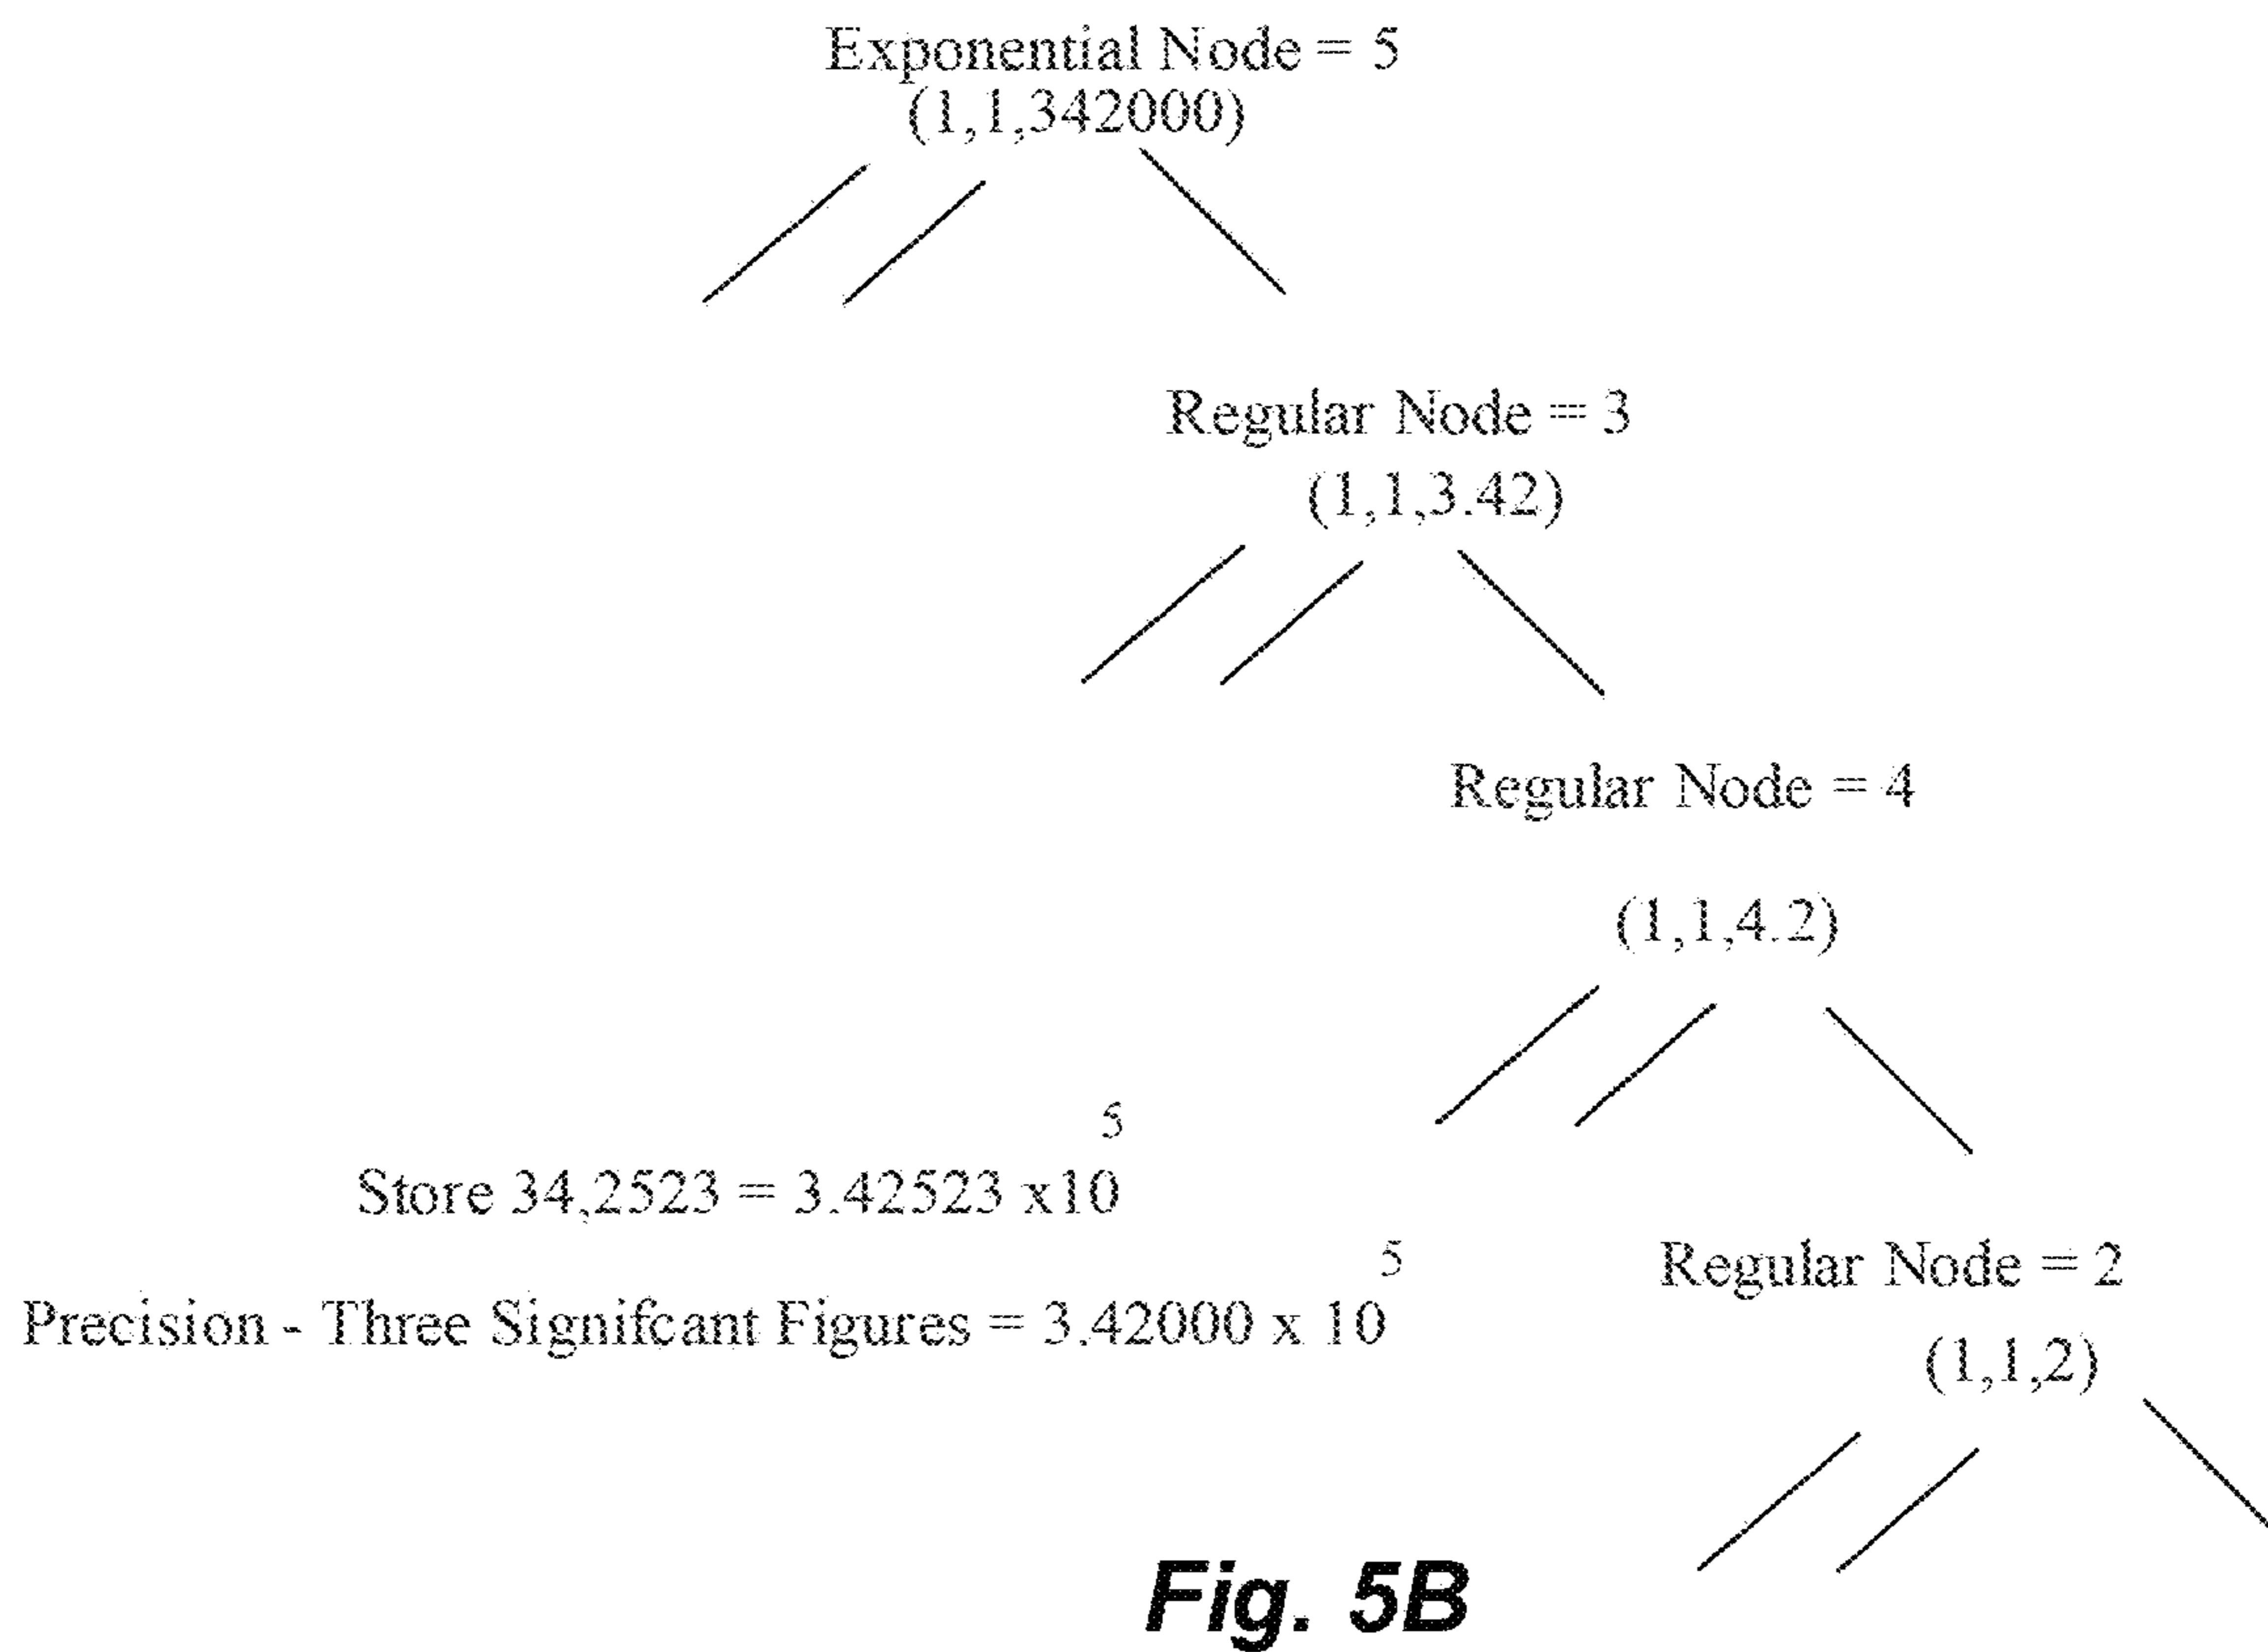 Exponential Node = 5
(1,1,342000)
Regular Node = 3
(1,1,3.42)
Regular Node = 4
(1,1,4.2)
Store 34,2523 = 3.42523 x10 5
Precision - Three Signifcant Figures = 3.42000 x 10 5
Regular Node = 2
(1,1,2)
Fig. 5B